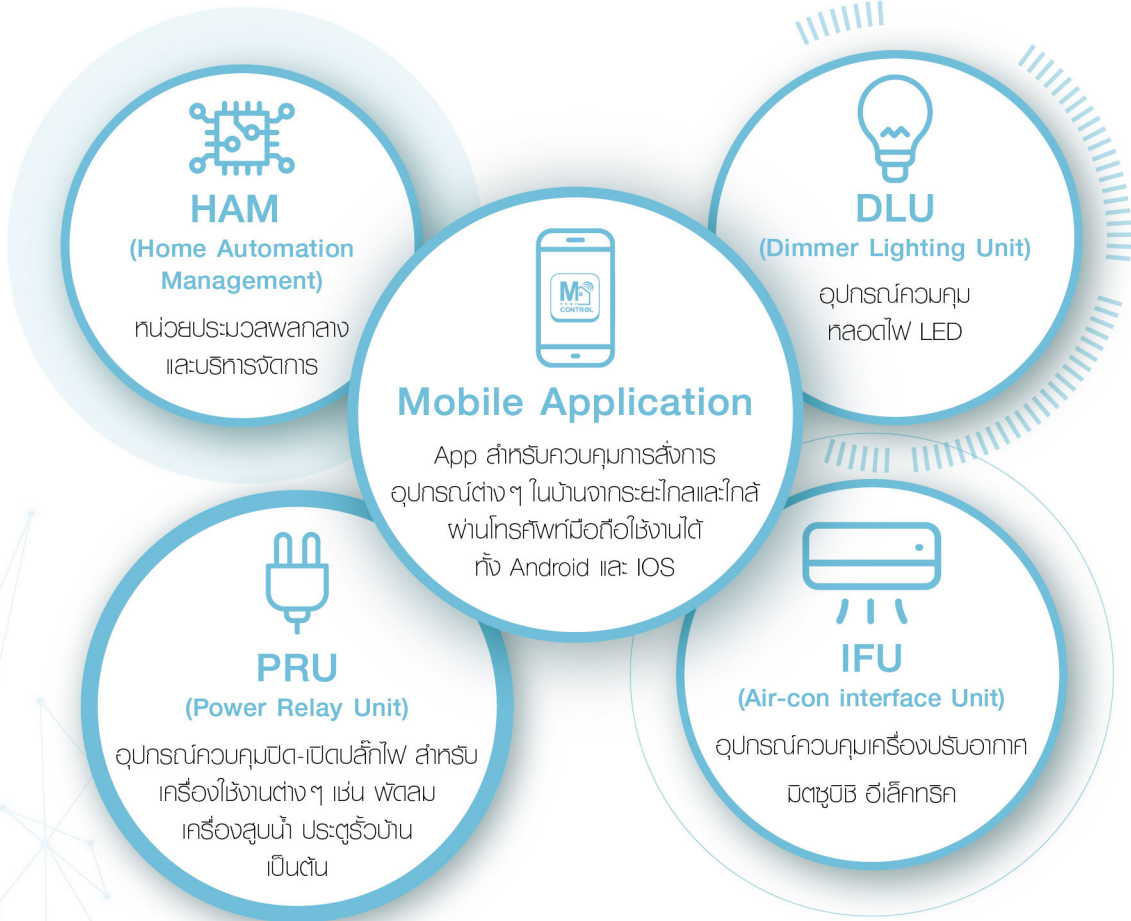 HAM
(Home Automation
Management)
หน่วยประมวลผลกลาง
และบริหารจัดการ
DLU
(Dimmer Lighting Unit)
อุปกรณ์ควมคุม
หลอดไฟ LED
M
HOME
CONTROL
Mobile Application
App สำหรับควบคุมการสั่งการ
อุปกรณ์ต่างๆ ในบ้านจากระยะไกลและใกล้
ผ่านโทรศัพท์มือถือใช้งานได้
ทั้ง Android และ IOS
PRU
(Power Relay Unit)
อุปกรณ์ควบคุมปิด-เปิดปลั๊กไฟ สำหรับ
เครื่องใช้งานต่างๆ เช่น พัดลม
เครื่องสูบน้ำ ประตูรั้วบ้าน
เป็นต้น
IFU
(Air-con interface Unit)
อุปกรณ์ควบคุมเครื่องปรับอากาศ
มิตซูบิชิ อีเล็คทริค